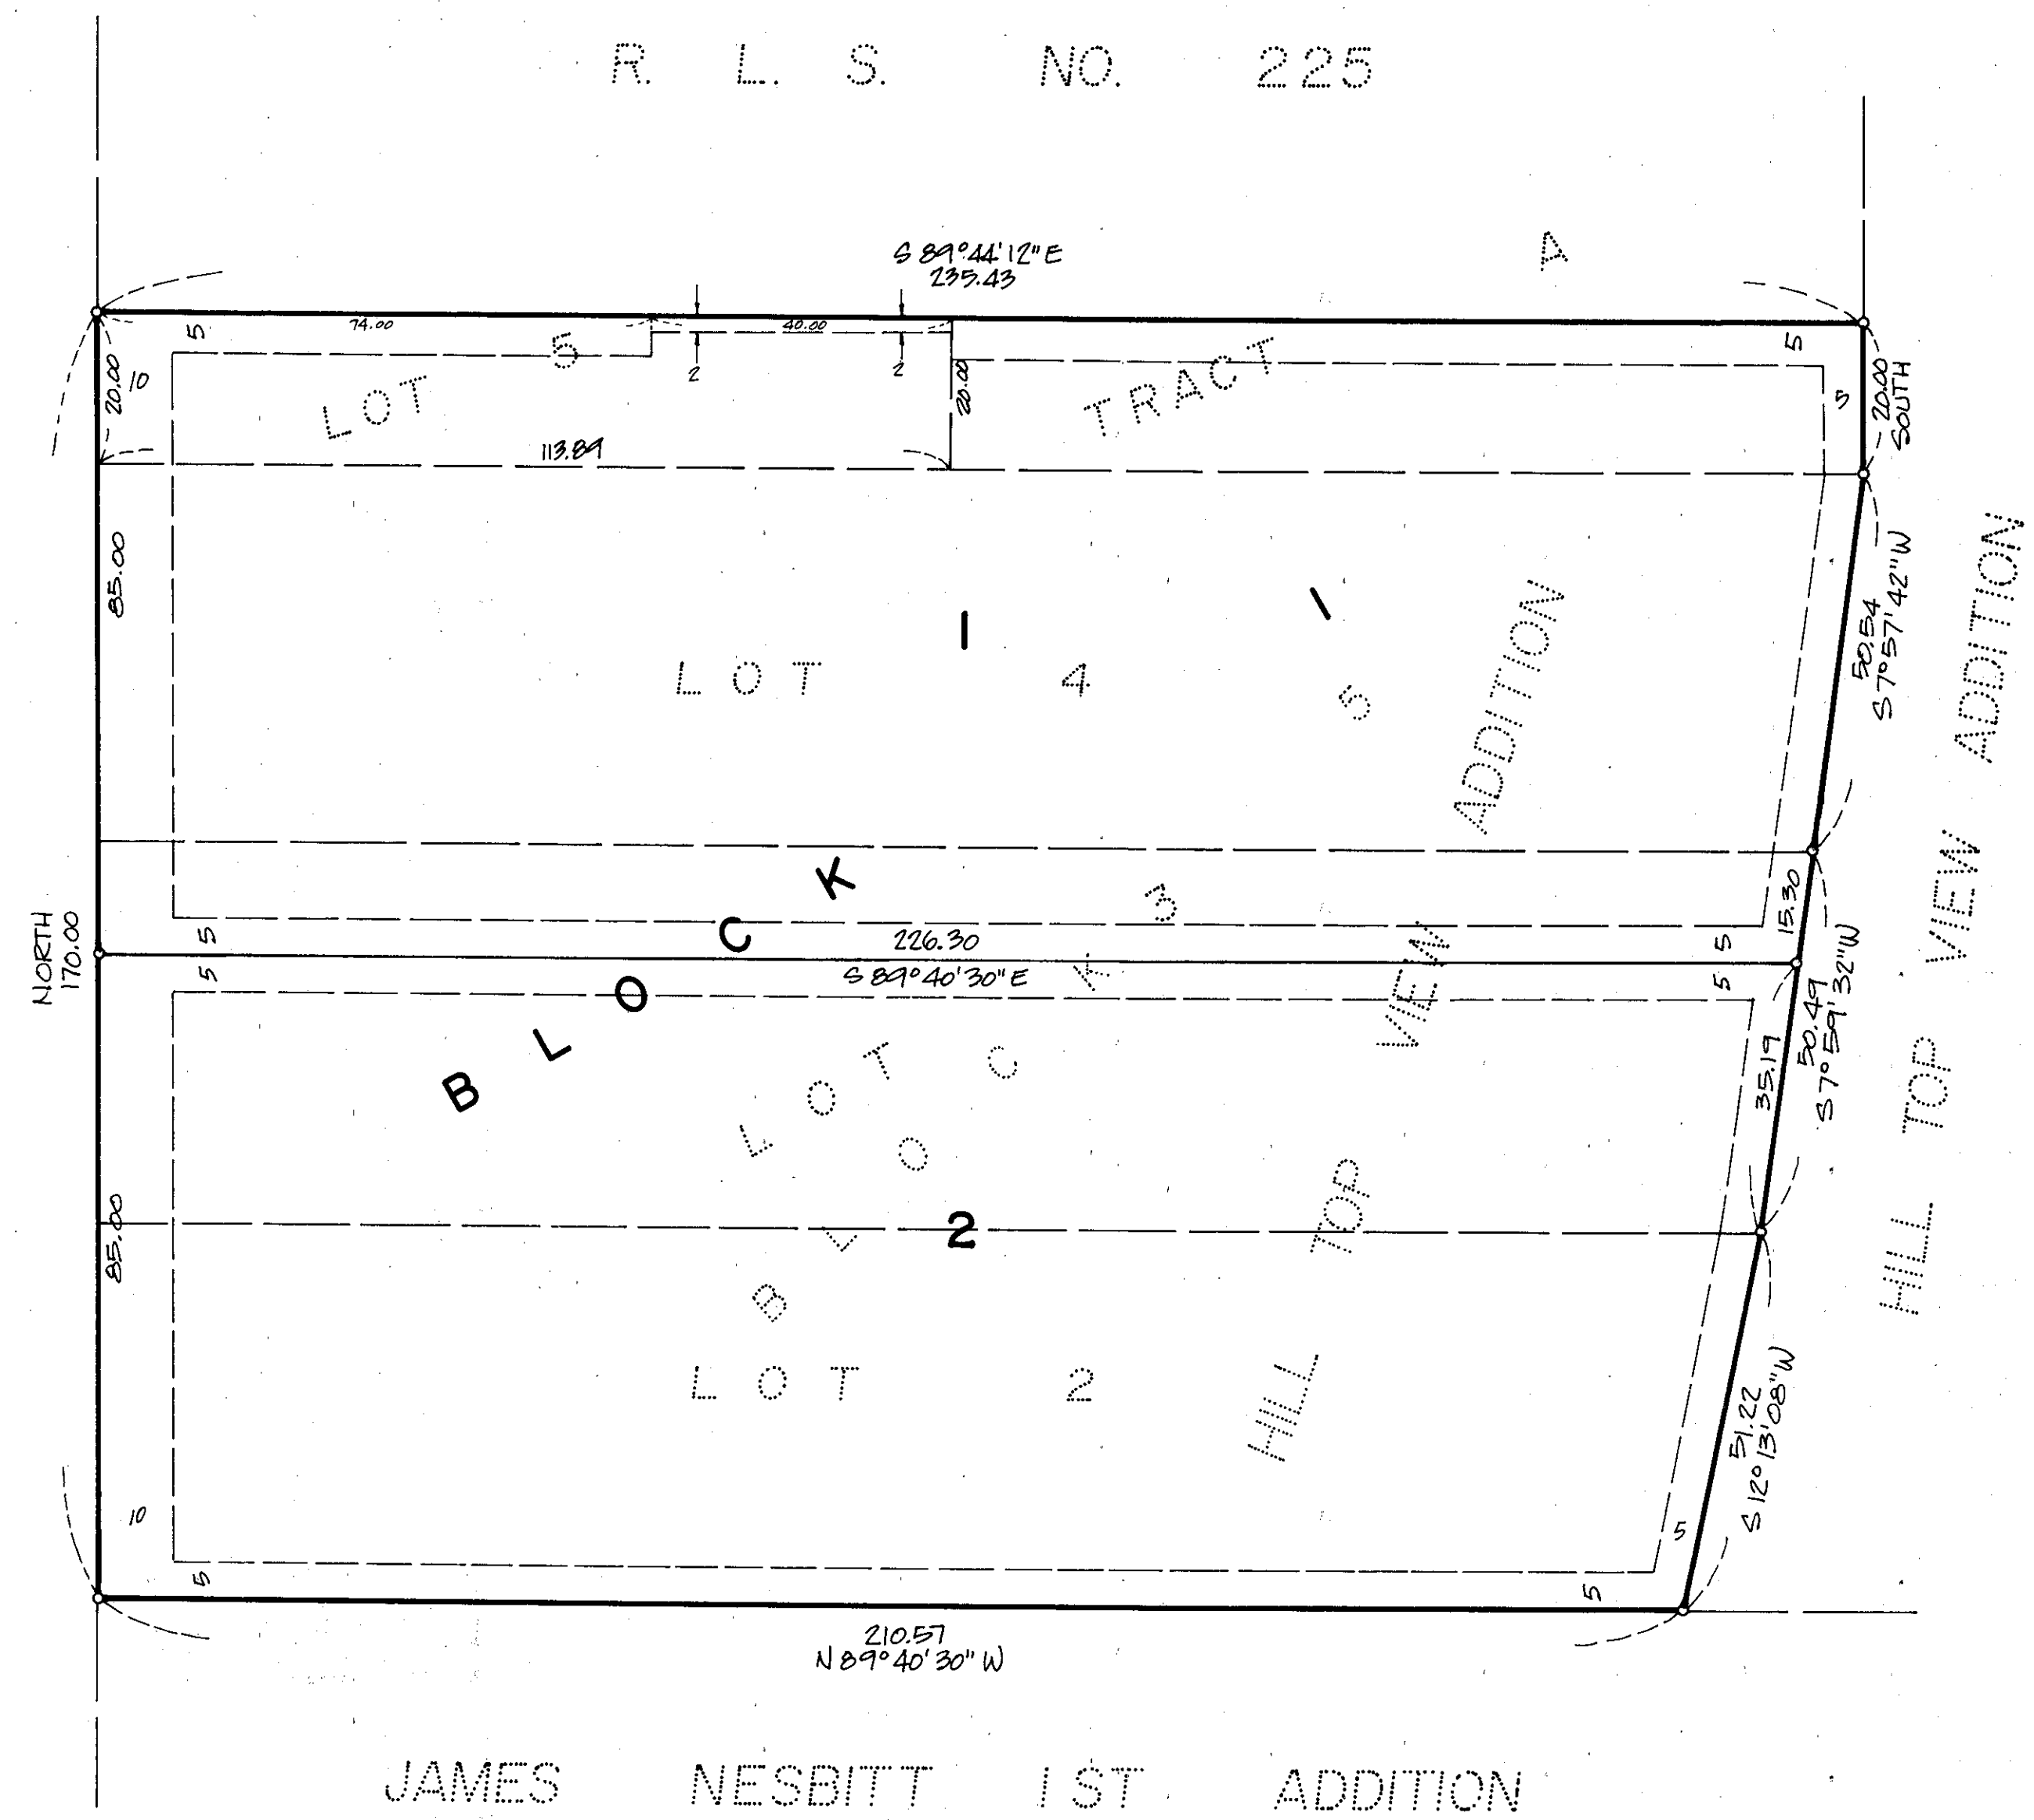 R. L. S. NO. 225
A
S 89°44'12" E
235.43
5
74.00
40.00
5
20.00
10
LOT 5
2
2
20.00
TRACT
5
20.00
SOUTH
113.89
85.00
1
1
LOT 4
5
50.54
S 7°57'42" W
HILL TOP VIEW ADDITION
HILL TOP VIEW ADDITION
NORTH
170.00
5
226.30
5
15.30
5
S 89°40'30" E
5
BLOCK
50.49
S 7°59'32" W
35.19
LOT 3
BLOCK 5
85.00
2
LOT 2
51.22
S 12°13'08" W
10
5
5
5
210.57
N 89°40'30" W
JAMES NESBITT 1ST ADDITION